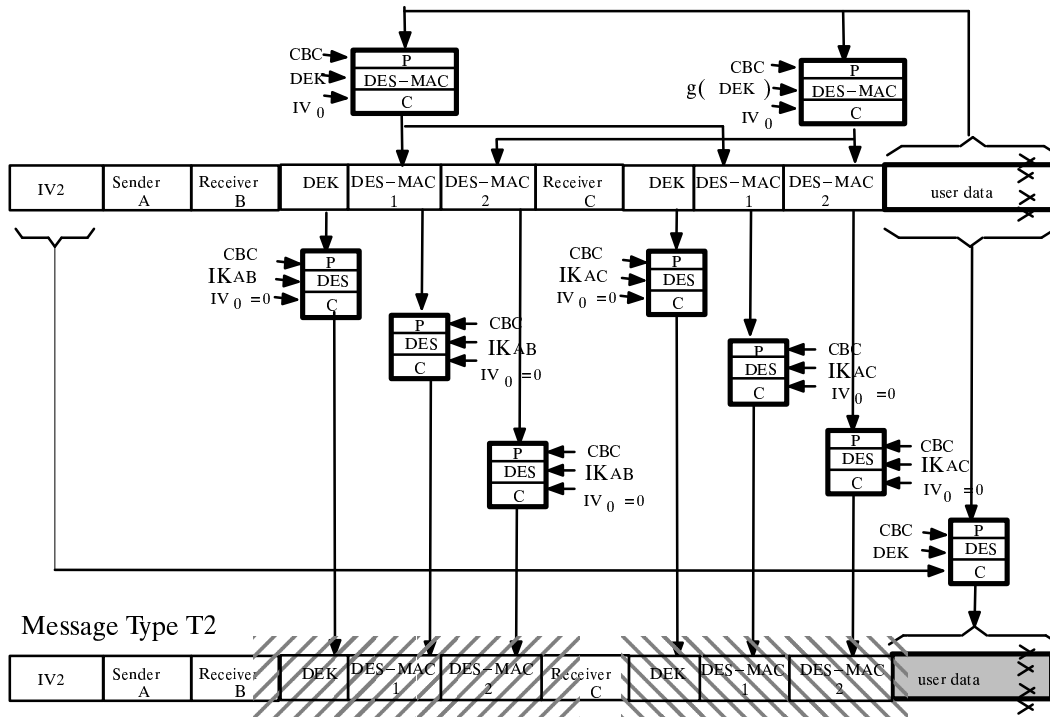 CBC
DEK
IV 0
P
DES-MAC
C
CBC
g( DEK )
IV 0
P
DES-MAC
C
IV2
Sender A
Receiver B
DEK
DES-MAC 1
DES-MAC 2
Receiver C
DEK
DES-MAC 1
DES-MAC 2
user data
CBC
IKAB
IV 0 =0
P
DES
C
P
DES
C
CBC
IKAB
IV 0 =0
P
DES
C
CBC
IKAB
IV 0 =0
CBC
IKAC
IV 0 =0
P
DES
C
P
DES
C
CBC
IKAC
IV 0 =0
P
DES
C
CBC
IKAC
IV 0 =0
CBC
DEK
P
DES
C
Message Type T2
IV2
Sender A
Receiver B
DEK
DES-MAC 1
DES-MAC 2
Receiver C
DEK
DES-MAC 1
DES-MAC 2
user data